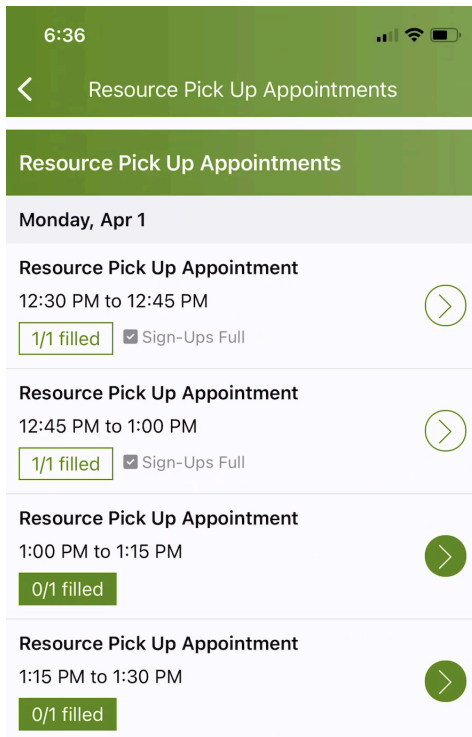 6:36
Resource Pick Up Appointments
Resource Pick Up Appointments
Monday, Apr 1
Resource Pick Up Appointment
12:30 PM to 12:45 PM
1/1 filled Sign-Ups Full
Resource Pick Up Appointment
12:45 PM to 1:00 PM
1/1 filled Sign-Ups Full
Resource Pick Up Appointment
1:00 PM to 1:15 PM
0/1 filled
Resource Pick Up Appointment
1:15 PM to 1:30 PM
0/1 filled